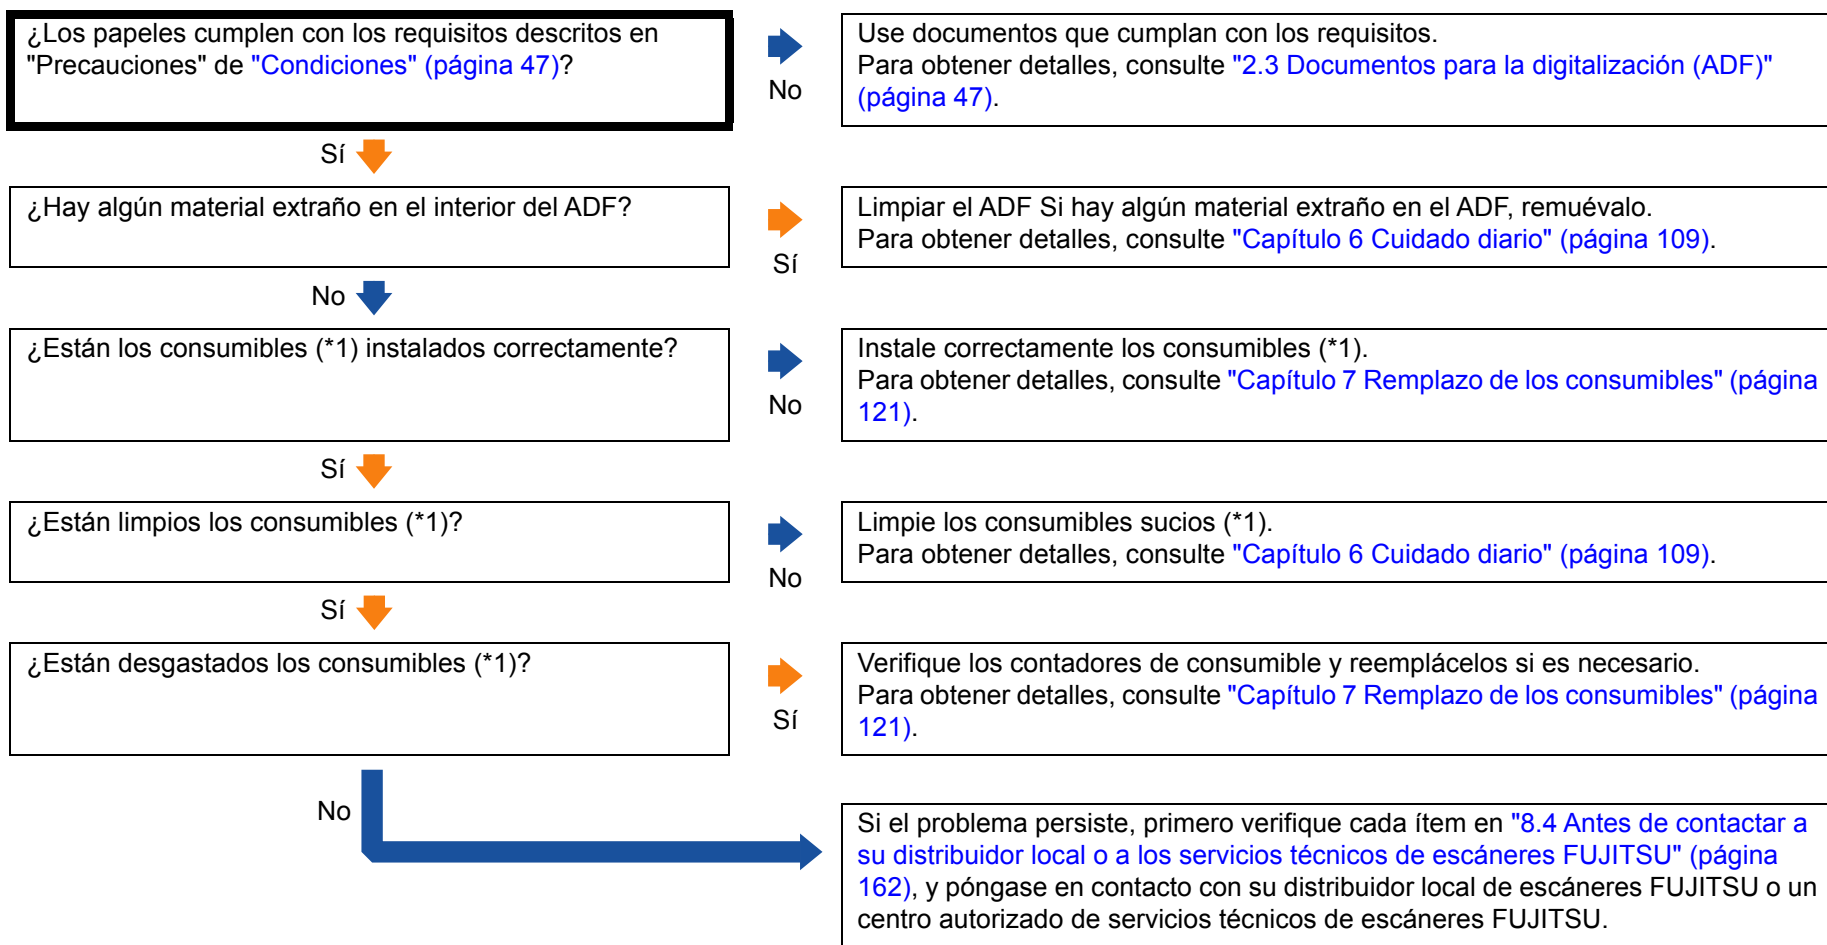 ¿Los papeles cumplen con los requisitos descritos en
"Precauciones" de "Condiciones" (página 47)?
No
Use documentos que cumplan con los requisitos.
Para obtener detalles, consulte "2.3 Documentos para la digitalización (ADF)"
(página 47).
Sí
¿Hay algún material extraño en el interior del ADF?
Sí
Limpiar el ADF Si hay algún material extraño en el ADF, remuévalo.
Para obtener detalles, consulte "Capítulo 6 Cuidado diario" (página 109).
No
¿Están los consumibles (*1) instalados correctamente?
No
Instale correctamente los consumibles (*1).
Para obtener detalles, consulte "Capítulo 7 Remplazo de los consumibles" (página
121).
Sí
¿Están limpios los consumibles (*1)?
No
Limpie los consumibles sucios (*1).
Para obtener detalles, consulte "Capítulo 6 Cuidado diario" (página 109).
Sí
¿Están desgastados los consumibles (*1)?
Sí
Verifique los contadores de consumible y reemplácelos si es necesario.
Para obtener detalles, consulte "Capítulo 7 Remplazo de los consumibles" (página
121).
No
Si el problema persiste, primero verifique cada ítem en "8.4 Antes de contactar a
su distribuidor local o a los servicios técnicos de escáneres FUJITSU" (página
162), y póngase en contacto con su distribuidor local de escáneres FUJITSU o un
centro autorizado de servicios técnicos de escáneres FUJITSU.